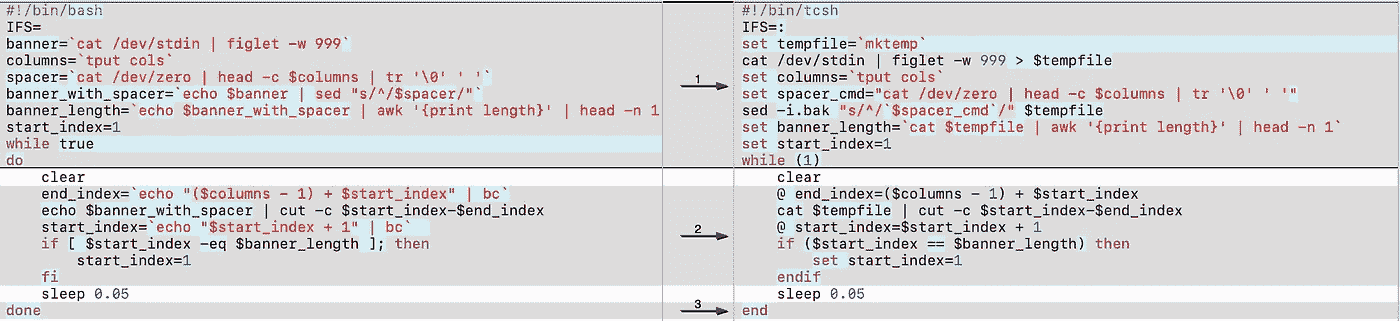 #!/bin/bash
IFS=
banner=`cat /dev/stdin | figlet -w 999`
columns=`tput cols`
spacer=`cat /dev/zero | head -c $columns | tr '\0' ' '`
banner_with_spacer=`echo $banner | sed "s/^/$spacer/"`
banner_length=`echo $banner_with_spacer | awk '{print length}' | head -n 1
start_index=1
while true
do
    clear
    end_index=`echo "($columns - 1) + $start_index" | bc`
    echo $banner_with_spacer | cut -c $start_index-$end_index
    start_index=`echo "$start_index + 1" | bc`
    if [ $start_index -eq $banner_length ]; then
        start_index=1
    fi
    sleep 0.05
done
1
2
3
#!/bin/tcsh
IFS=:
set tempfile=`mktemp`
cat /dev/stdin | figlet -w 999 > $tempfile
set columns=`tput cols`
set spacer_cmd="cat /dev/zero | head -c $columns | tr '\0' ' '"
sed -i.bak "s/^/`$spacer_cmd`/" $tempfile
set banner_length=`cat $tempfile | awk '{print length}' | head -n 1`
set start_index=1
while (1)
    clear
    @ end_index=($columns - 1) + $start_index
    cat $tempfile | cut -c $start_index-$end_index
    @ start_index=$start_index + 1
    if ($start_index == $banner_length) then
        set start_index=1
    endif
    sleep 0.05
end